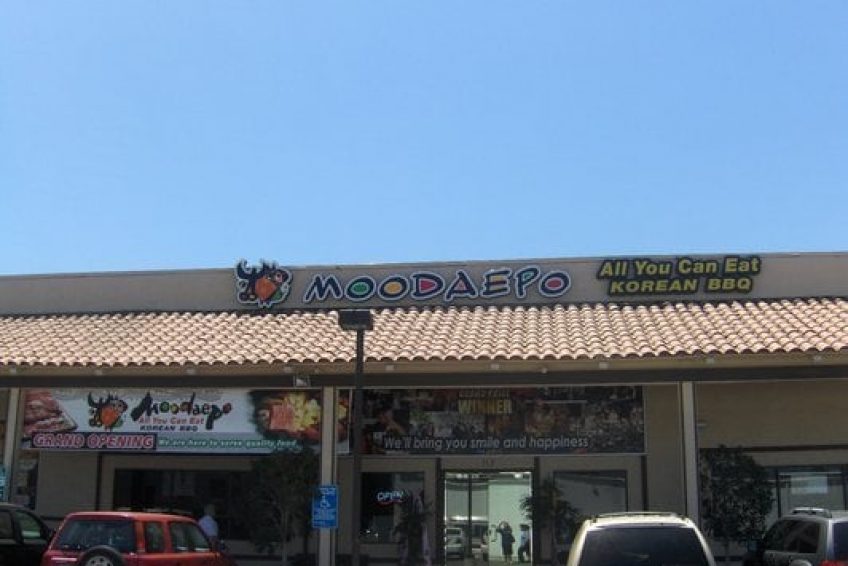 MOODAEPO
All You Can Eat
KOREAN BBQ
Moodaepo
All You Can Eat
KOREAN BBQ
GRAND OPENING
We are here to serve quality food
WINNER
We'll bring you smile and happiness
OPEN